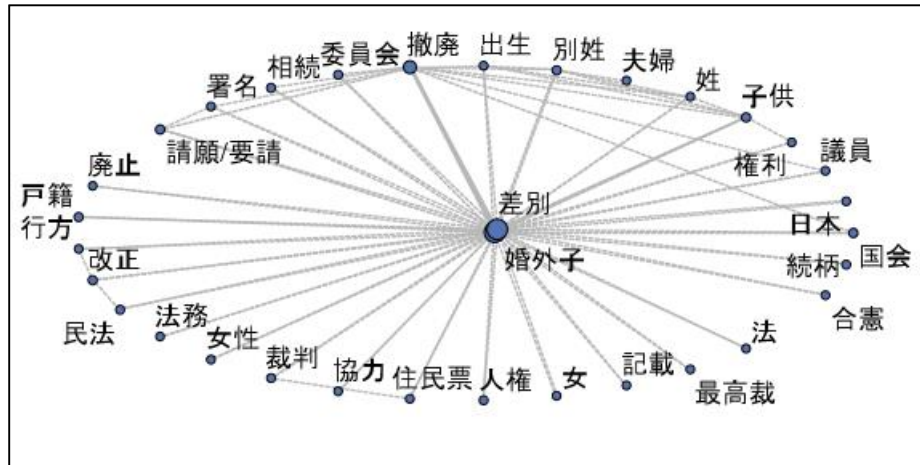 撤廃
出生
別姓
夫婦
委員会
相続
姓
署名
子供
請願/要請
権利
議員
廃止
戸籍
差別
行方
日本
婚外子
改正
続柄
国会
民法
法務
合憲
女性
法
裁判
協力
住民票
人権
女
記載
最高裁